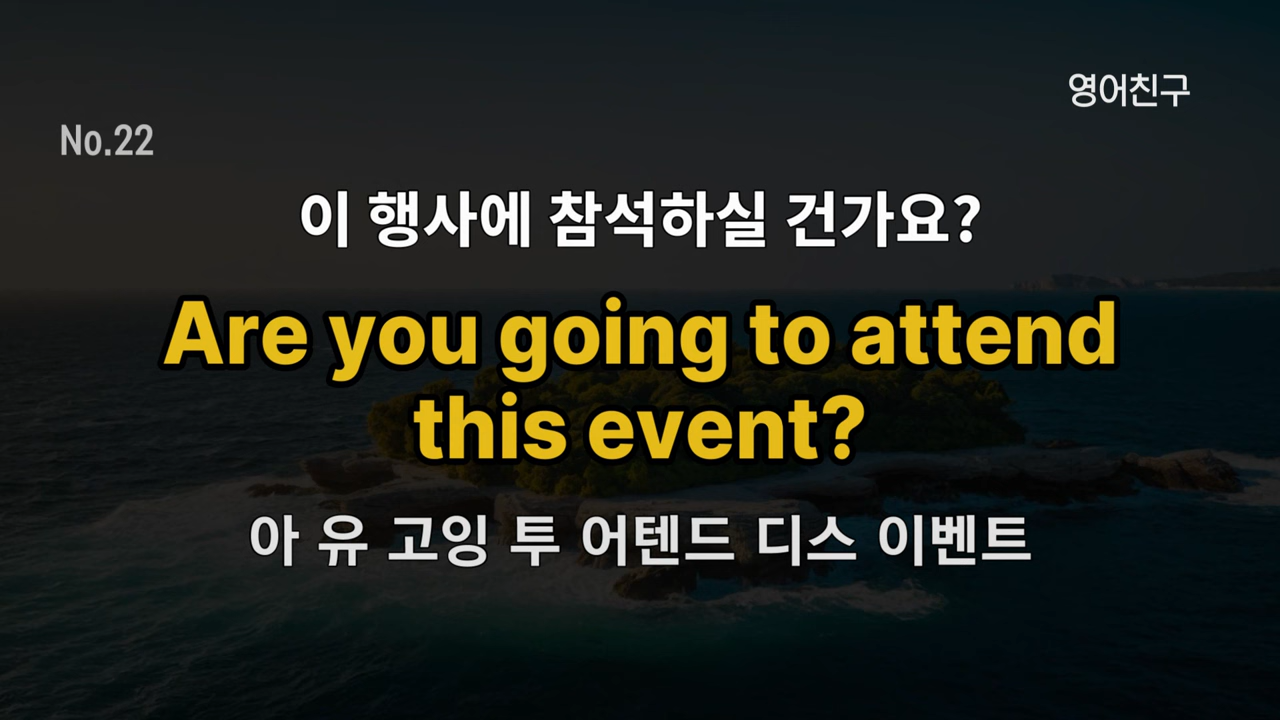 영어친구
No.22
이 행사에 참석하실 건가요?
Are you going to attend
this event?
아 유 고잉 투 어텐드 디스 이벤트